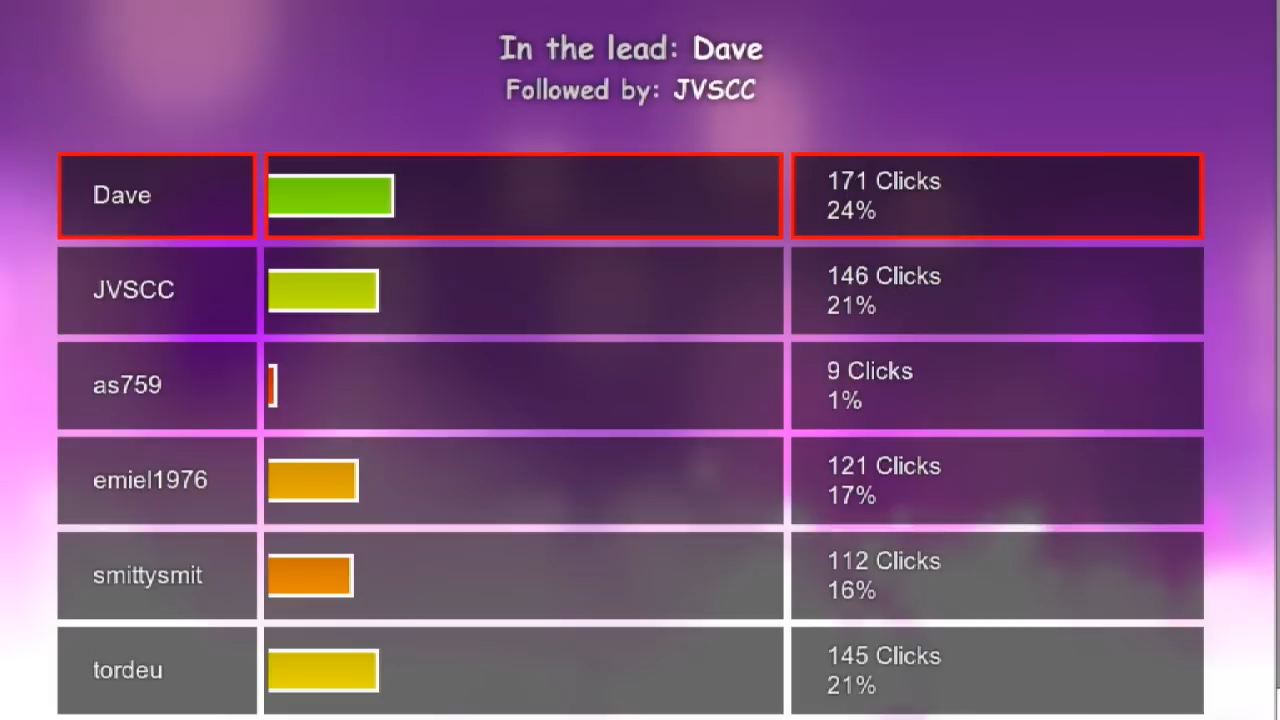 In the lead: Dave
Followed by: JVSCC
Dave
171 Clicks
24%
JVSCC
146 Clicks
21%
as759
9 Clicks
1%
emiel1976
121 Clicks
17%
smittysmit
112 Clicks
16%
tordeu
145 Clicks
21%